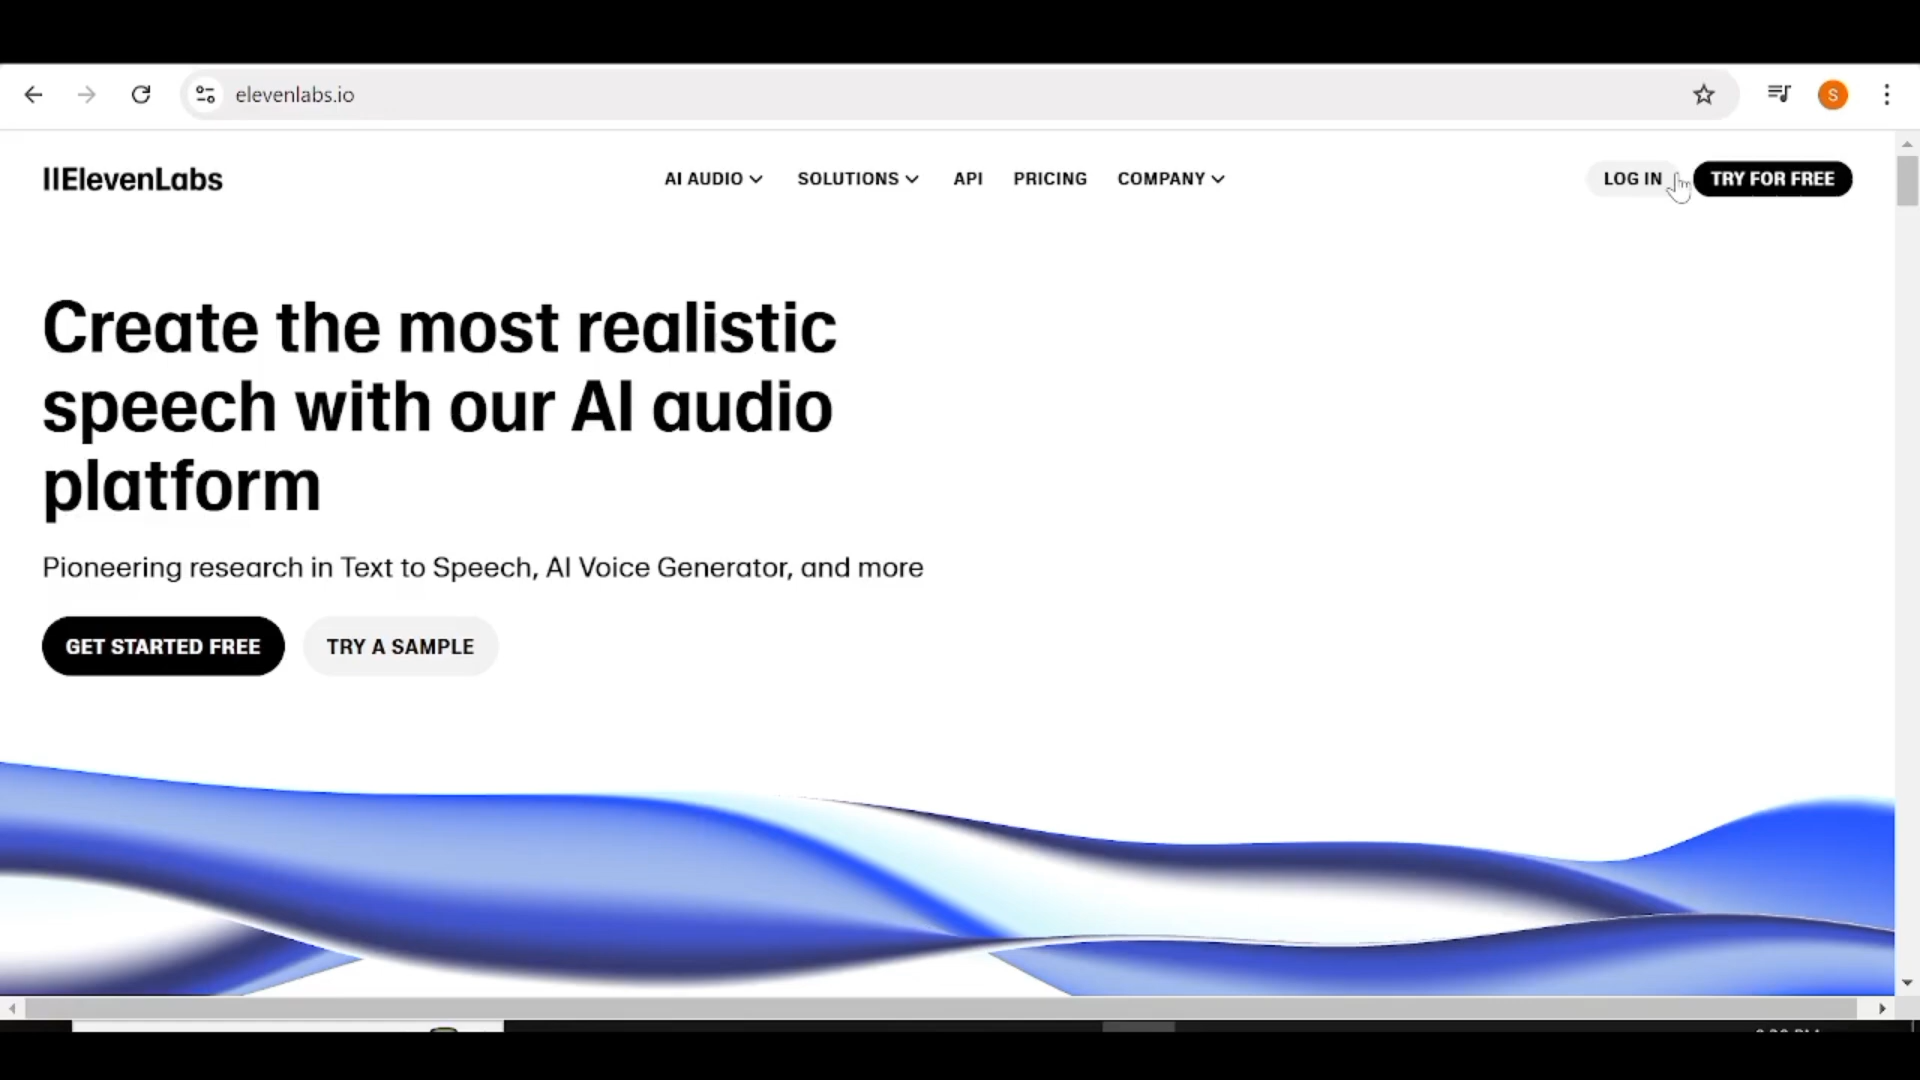 elevenlabs.io
S
IIElevenLabs
AI AUDIO
SOLUTIONS
API
PRICING
COMPANY
LOG IN
TRY FOR FREE
Create the most realistic
speech with our AI audio
platform
Pioneering research in Text to Speech, AI Voice Generator, and more
GET STARTED FREE
TRY A SAMPLE